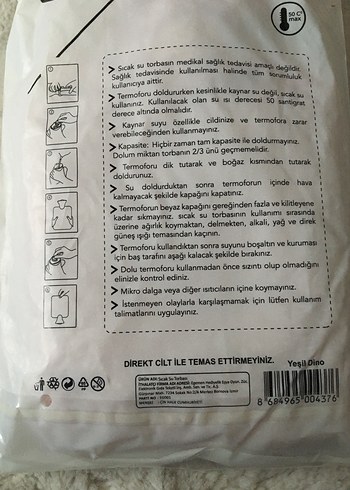 50 C°
max
> Sıcak su torbasın medikal sağlık tedavisi amaçlı değildir.
Sağlık tedavisinde kullanılması halinde tüm sorumluluk
kullanıcıya aittir.
> Termoforu doldururken kesinlikle kaynar su değil, sıcak su
kullanınız. Kullanılacak olan su ısı derecesi 50 santigrat
derece altında olmalıdır.
> Kaynar suyu özellikle cildinize ve termofora zarar
verebileceğinden kullanmayınız.
> Kapasite: Hiçbir zaman tam kapasite ile doldurmayınız.
Dolum miktarı torbanın 2/3 ünü geçmemelidir.
> Termoforu dik tutarak ve boğaz kısmından tutarak
doldurunuz.
> Su doldurduktan sonra termoforun içinde hava
kalmayacak şekilde kapağını kapatınız.
> Termoforun beyaz kapağını gereğinden fazla ve kilitleyene
kadar sıkmayınız. sıcak su torbasının kullanımı sırasında
üzerine ağırlık koymaktan, delmekten, alkali, yağ ve direk
güneş ışığı temasından kaçının.
> Termoforu kullandıktan sonra suyunu boşaltın ve kuruması
için baş tarafını aşağı kalacak şekilde bırakınız.
> Dolu termoforu kullanmadan önce sızıntı olup olmadığını
elinizle kontrol ediniz.
> Mikro dalga veya diğer ısıtıcıların içine koymayınız.
> İstenmeyen olaylarla karşılaşmamak için lütfen kullanım
talimatlarını uygulayınız.
DİREKT CİLT İLE TEMAS ETTİRMEYİNİZ.
Yeşil Dino
ÜRÜN ADI: Sıcak Su Torbası
8 694965 004376